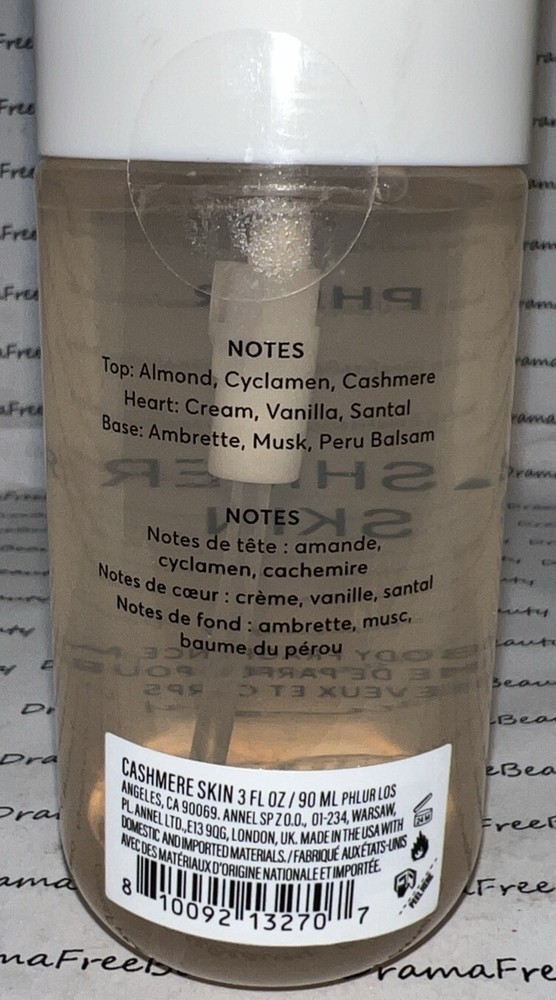 NOTES
Top: Almond, Cyclamen, Cashmere
Heart: Cream, Vanilla, Santal
Base: Ambrette, Musk, Peru Balsam
NOTES
Notes de tête : amande,
cyclamen, cachemire
Notes de cœur : crème, vanille, santal
Notes de fond : ambrette, musc,
baume du pérou
CASHMERE SKIN 3 FL OZ / 90 ML PHLUR LOS
ANGELES, CA 90069. ANNEL SP Z O.O., 01-234, WARSAW,
PL ANNEL LTD., E13 9QG, LONDON, UK. MADE IN THE USA WITH
DOMESTIC AND IMPORTED MATERIALS. / FABRIQUÉ AUX ÉTATS-UNIS
AVEC DES MATÉRIAUX D'ORIGINE NATIONALE ET IMPORTÉE.
24 M
PEEL HERE
8 10092 13270 7